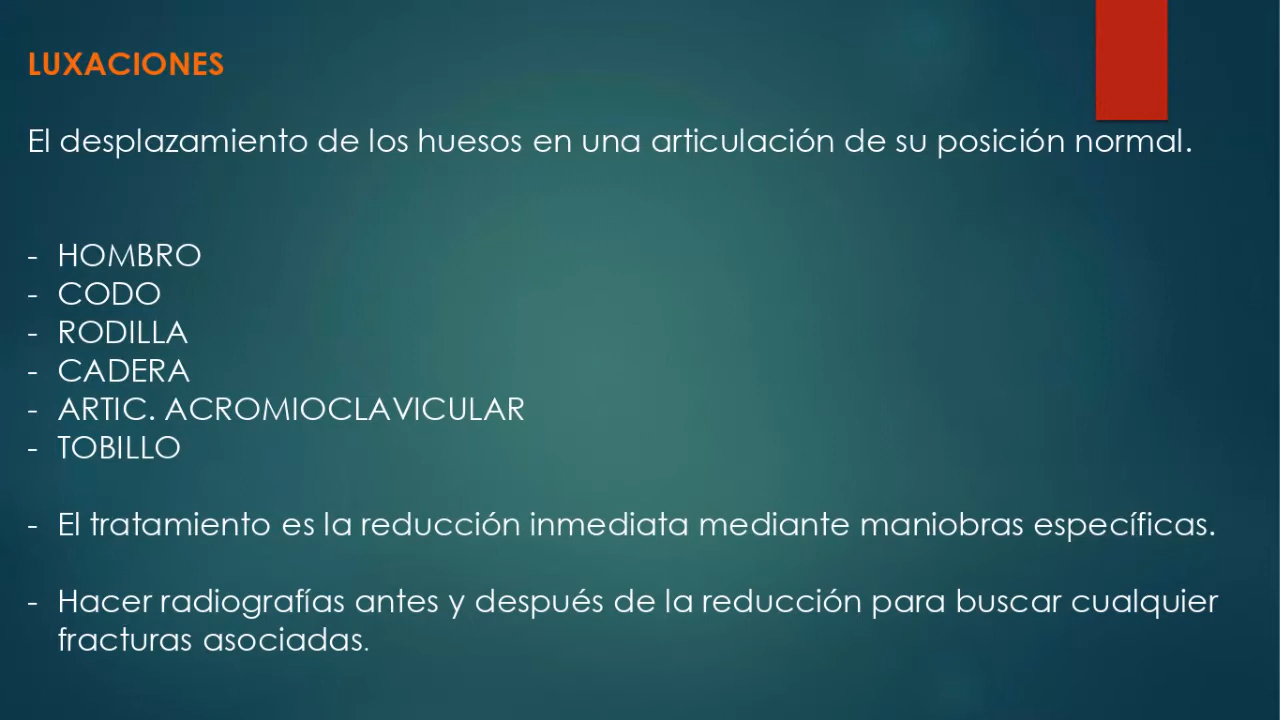 LUXACIONES
El desplazamiento de los huesos en una articulación de su posición normal.
- HOMBRO
- CODO
- RODILLA
- CADERA
- ARTIC. ACROMIOCLAVICULAR
- TOBILLO
- El tratamiento es la reducción inmediata mediante maniobras específicas.
- Hacer radiografías antes y después de la reducción para buscar cualquier
fracturas asociadas.